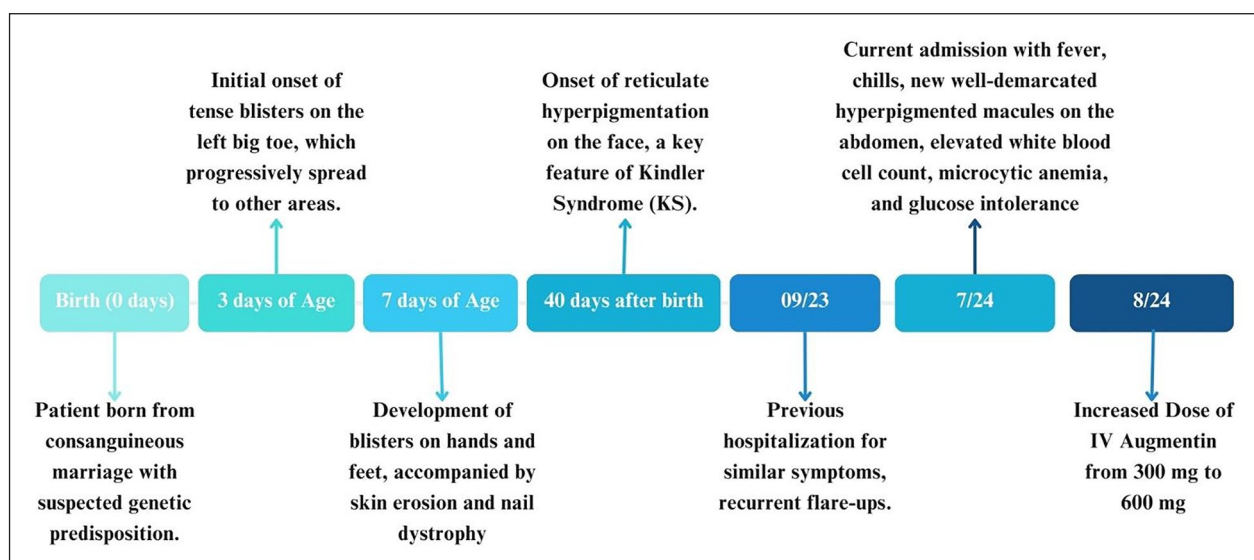 Initial onset of
tense blisters on the
left big toe, which
progressively spread
to other areas.
Onset of reticulate
hyperpigmentation
on the face, a key
feature of Kindler
Syndrome (KS).
Current admission with fever,
chills, new well-demarcated
hyperpigmented macules on the
abdomen, elevated white blood
cell count, microcytic anemia,
and glucose intolerance
Birth (0 days)
3 days of Age
7 days of Age
40 days after birth
09/23
7/24
8/24
Patient born from
consanguineous
marriage with
suspected genetic
predisposition.
Development of
blisters on hands and
feet, accompanied by
skin erosion and nail
dystrophy
Previous
hospitalization for
similar symptoms,
recurrent flare-ups.
Increased Dose of
IV Augmentin
from 300 mg to
600 mg